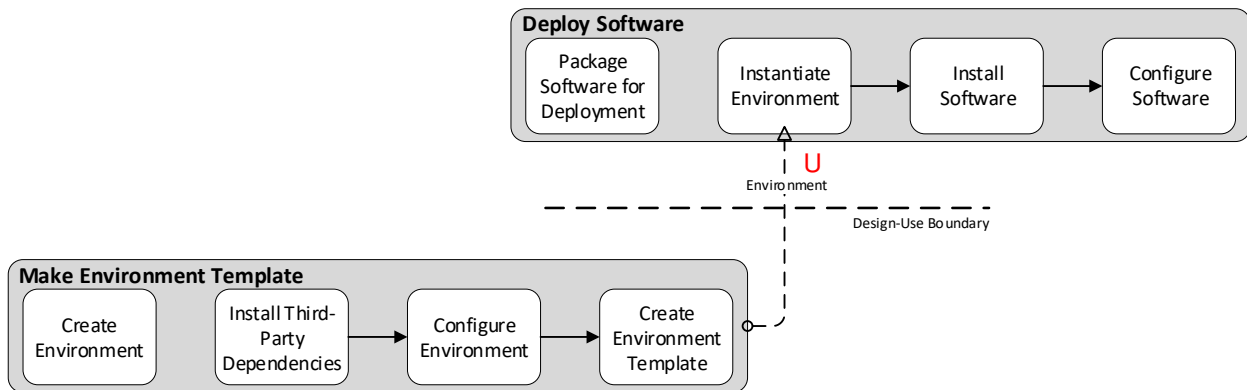 Deploy Software
Package
Software for
Deployment
Instantiate
Environment
Install
Software
Configure
Software
U
Environment
Design-Use Boundary
Make Environment Template
Create
Environment
Install Third-
Party
Dependencies
Configure
Environment
Create
Environment
Template